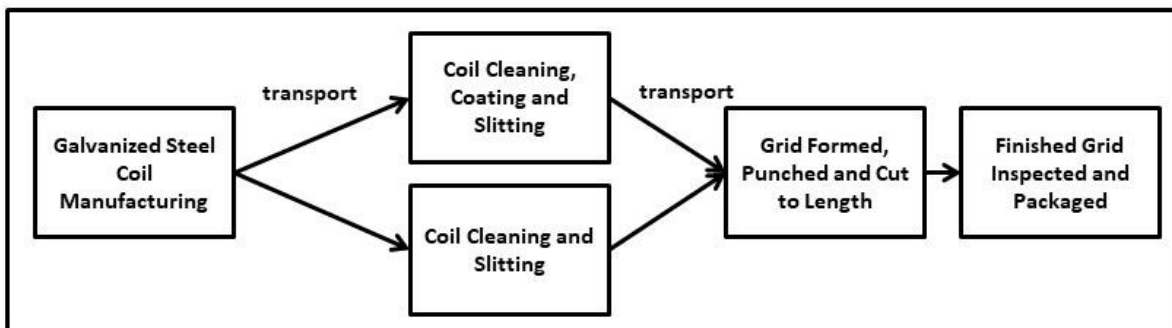 Galvanized Steel
Coil
Manufacturing
transport
Coil Cleaning,
Coating and
Slitting
Coil Cleaning and
Slitting
transport
Grid Formed,
Punched and Cut
to Length
Finished Grid
Inspected and
Packaged